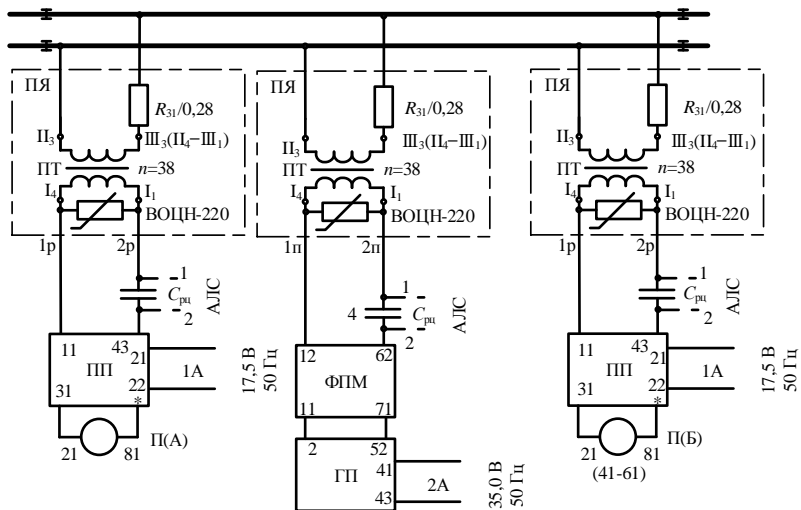 ПЯ
R31/0,28
II3
III3(II4–III1)
ПТ
n=38
I4
I1
ВОЦН-220
1р
2р
1
Cрц
2
АЛС
11
43
21
ПП
31
22
*
1А
17,5 В
50 Гц
21
81
П(А)
ПЯ
R31/0,28
II3
III3(II4–III1)
ПТ
n=38
I4
I1
ВОЦН-220
1п
2п
1
4
Cрц
2
АЛС
12
62
ФПМ
11
71
2
52
41
ГП
43
2А
35,0 В
50 Гц
ПЯ
R31/0,28
II3
III3(II4–III1)
ПТ
n=38
I4
I1
ВОЦН-220
1р
2р
1
Cрц
2
АЛС
11
43
21
ПП
31
22
*
1А
17,5 В
50 Гц
21
81
П(Б)
(41-61)